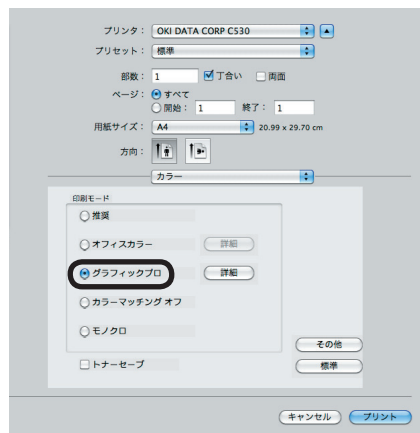 プリンタ： OKI DATA CORP C530
プリセット： 標準
部数： 1 丁合い 両面
ページ： すべて
開始： 1 終了： 1
用紙サイズ： A4 20.99 x 29.70 cm
方向：
カラー
印刷モード
推奨
オフィスカラー 詳細
グラフィックプロ 詳細
カラーマッチング オフ
モノクロ
その他
トナーセーブ 標準
キャンセル プリント